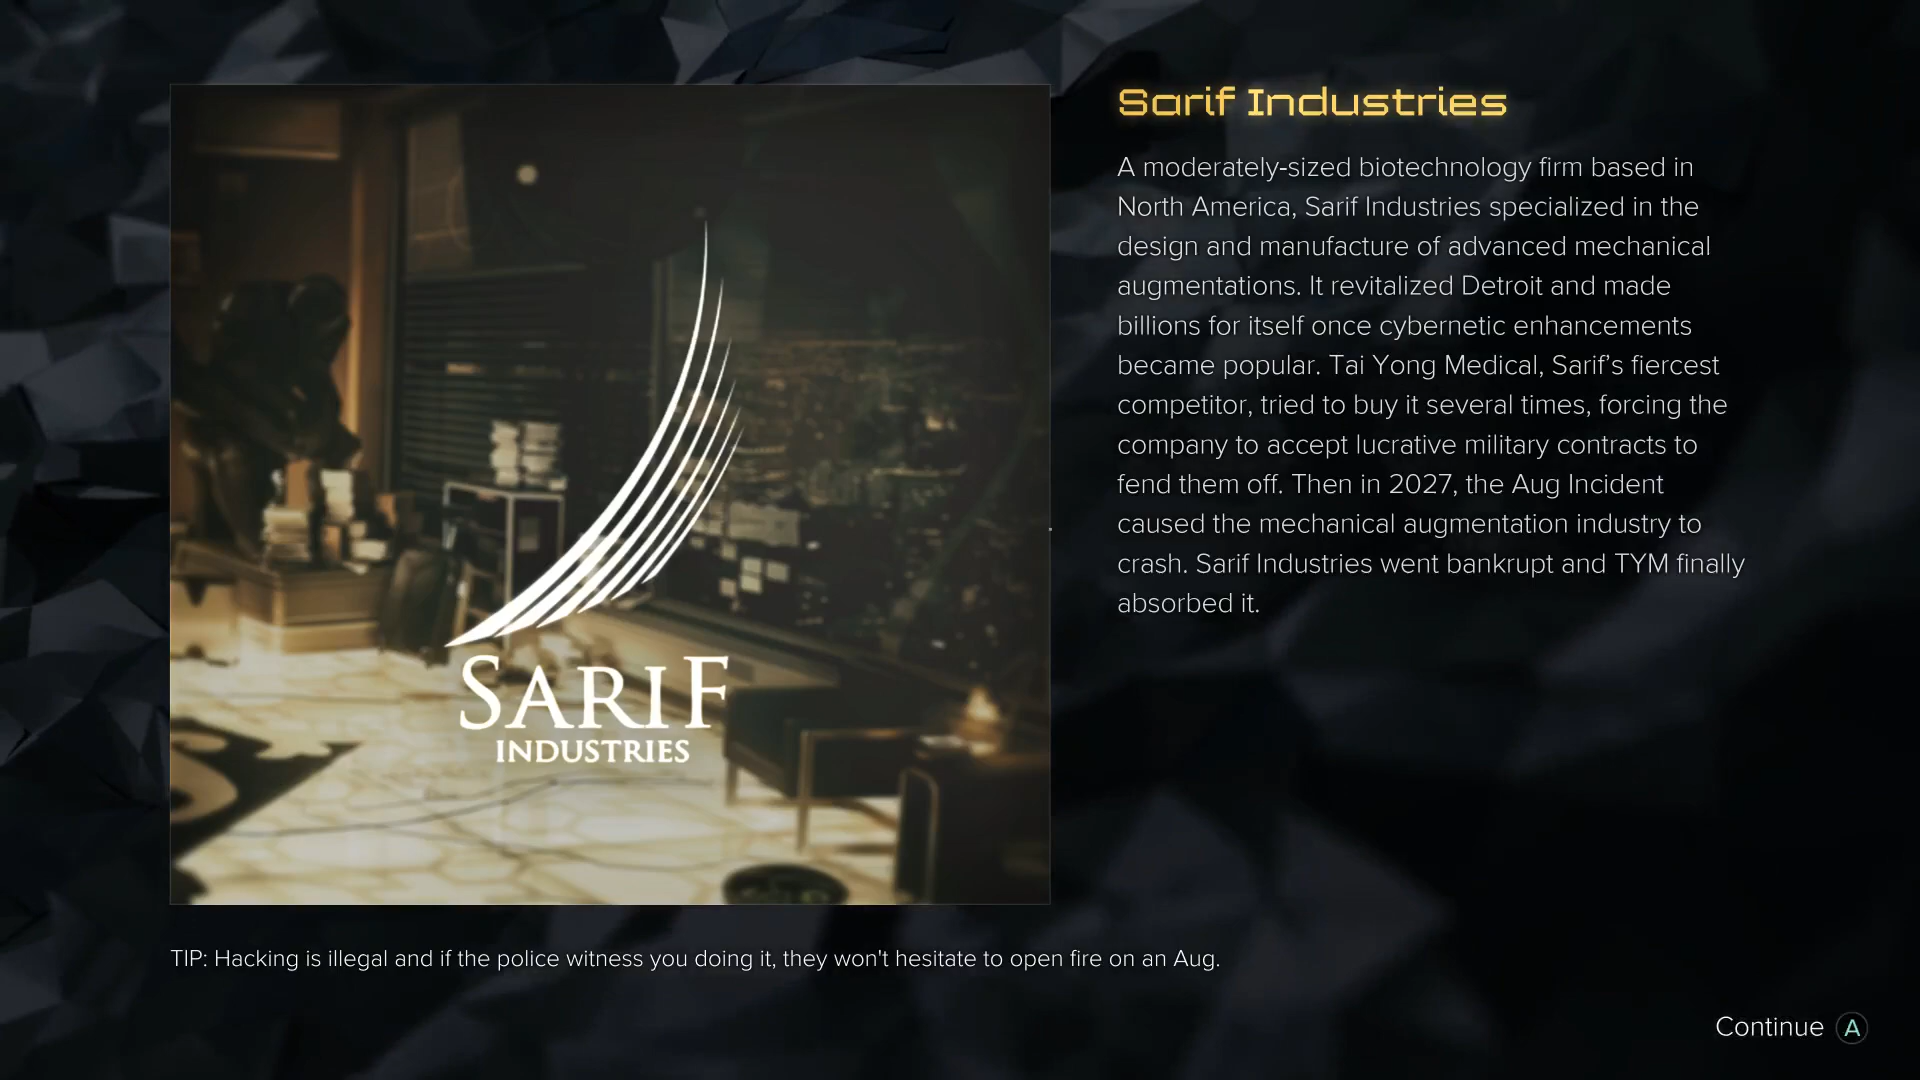 Sarif Industries
A moderately-sized biotechnology firm based in
North America, Sarif Industries specialized in the
design and manufacture of advanced mechanical
augmentations. It revitalized Detroit and made
billions for itself once cybernetic enhancements
became popular. Tai Yong Medical, Sarif’s fiercest
competitor, tried to buy it several times, forcing the
company to accept lucrative military contracts to
fend them off. Then in 2027, the Aug Incident
caused the mechanical augmentation industry to
crash. Sarif Industries went bankrupt and TYM finally
absorbed it.
SARIF
INDUSTRIES
TIP: Hacking is illegal and if the police witness you doing it, they won't hesitate to open fire on an Aug.
Continue A